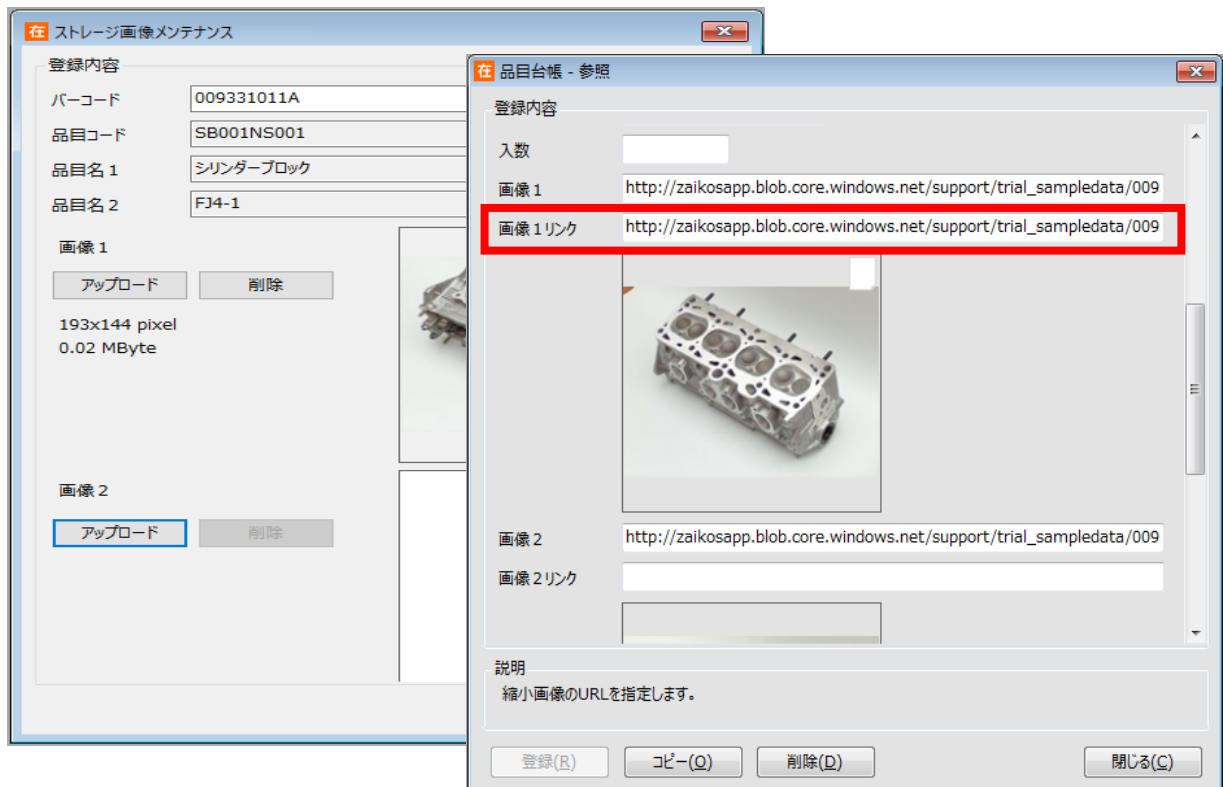 在 ストレージ画像メンテナンス
登録内容
バーコード 009331011A
品目コード SB001NS001
品目名1 シリンダーブロック
品目名2 FJ4-1
画像1
アップロード 削除
193x144 pixel
0.02 MByte
画像2
アップロード 削除
在 品目台帳 - 参照
登録内容
入数
画像1 http://zaikosapp.blob.core.windows.net/support/trial_sampledata/009
画像1リンク http://zaikosapp.blob.core.windows.net/support/trial_sampledata/009
画像2 http://zaikosapp.blob.core.windows.net/support/trial_sampledata/009
画像2リンク
説明
縮小画像のURLを指定します。
登録(R) コピー(O) 削除(D) 閉じる(C)